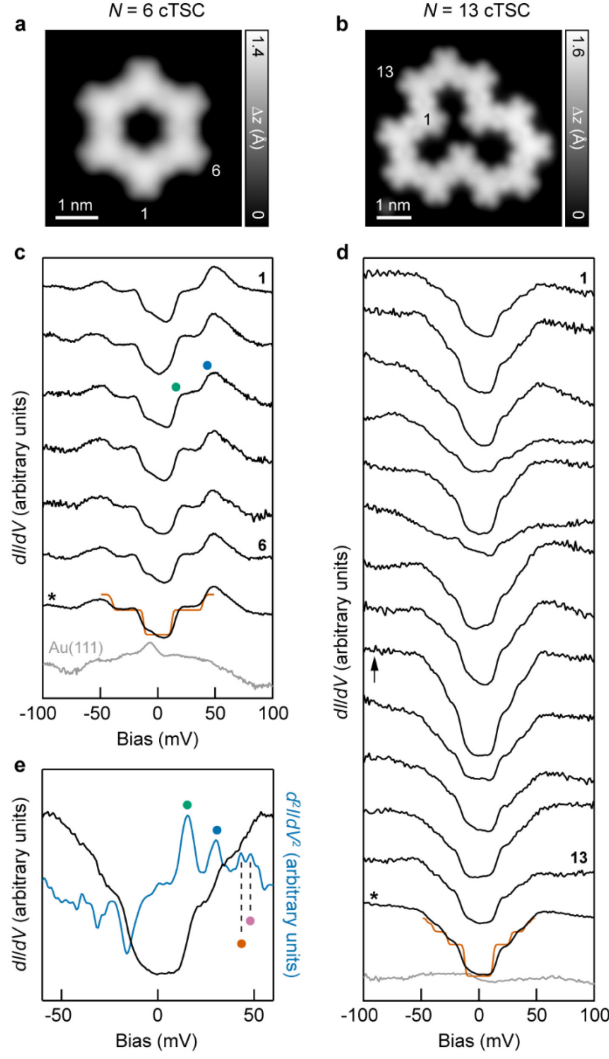 N = 6 cTSC
N = 13 cTSC
a
1.4
Δz (Å)
0
6
1
1 nm
b
1.6
Δz (Å)
0
13
1
1 nm
c
1
6
*
Au(111)
dI/dV (arbitrary units)
-100 -50 0 50 100
Bias (mV)
d
1
13
*
dI/dV (arbitrary units)
-100 -50 0 50 100
Bias (mV)
e
dI/dV (arbitrary units)
d²I/dV² (arbitrary units)
-50 0 50
Bias (mV)